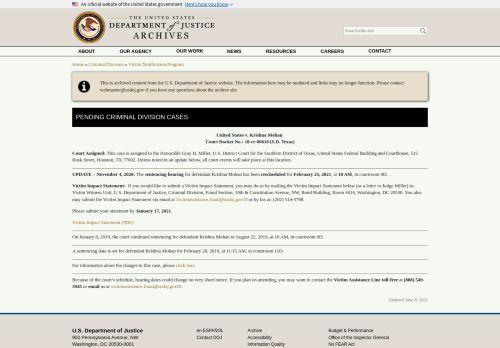 An official website of the United States government Here's how you know
THE UNITED STATES
DEPARTMENT of JUSTICE
ARCHIVES
Search this site
ABOUT OUR AGENCY OUR WORK NEWS RESOURCES CAREERS CONTACT
Home » Criminal Division » Victim Notification Program
This is archived content from the U.S. Department of Justice website. The information here may be outdated and links may no longer function. Please contact
webmaster@usdoj.gov if you have any questions about the archive site.
PENDING CRIMINAL DIVISION CASES
United States v. Krishna Mohan
Court Docket No.: 18-cr-00610 (S.D. Texas)
Court Assigned: This case is assigned to the Honorable Gray H. Miller, U.S. District Court for the Southern District of Texas, United States Federal Building and Courthouse, 515
Rusk Street, Houston, TX 77002. Unless noted in an update below, all court events will take place at this location.
UPDATE – November 4, 2020: The sentencing hearing for defendant Krishna Mohan has been rescheduled for February 25, 2021, at 10 AM, in courtroom 9D.
Victim Impact Statement: If you would like to submit a Victim Impact Statement, you may do so by mailing the Victim Impact Statement below (or a letter to Judge Miller) to:
Victim Witness Unit, U.S. Department of Justice, Criminal Division, Fraud Section, 10th & Constitution Avenue, NW, Bond Building, Room 4416, Washington, DC 20530. You also
may submit the Victim Impact Statement via email at Victimassistance.fraud@usdoj.gov or by fax at: (202) 514-3708.
Please submit your statement by January 17, 2021.
Victim Impact Statement (PDF)
On January 8, 2019, the court continued sentencing for defendant Krishna Mohan to August 22, 2019, at 10 AM, in courtroom 9D.
A sentencing date is set for defendant Krishna Mohan for February 28, 2019, at 11:15 AM, in courtroom 11D.
For information about the charges in this case, please click here.
Because of the court's schedule, hearing dates could change on very short notice. If you plan on attending, you may want to contact the Victim Assistance Line toll-free at (888) 549-
3945 or email us at victimassistance.fraud@usdoj.gov.
Updated June 8, 2021
U.S. Department of Justice
950 Pennsylvania Avenue, NW
Washington, DC 20530-0001
en ESPAÑOL
Contact DOJ
Archive
Accessibility
Information Quality
Budget & Performance
Office of the Inspector General
No FEAR Act